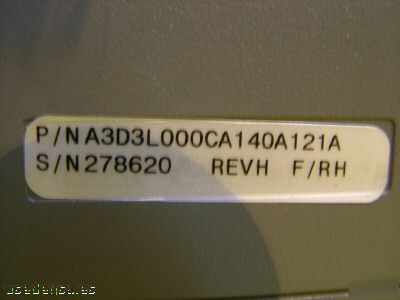 P/N A3D3L000CA140A121A
S/N 278620 REVH F/RH